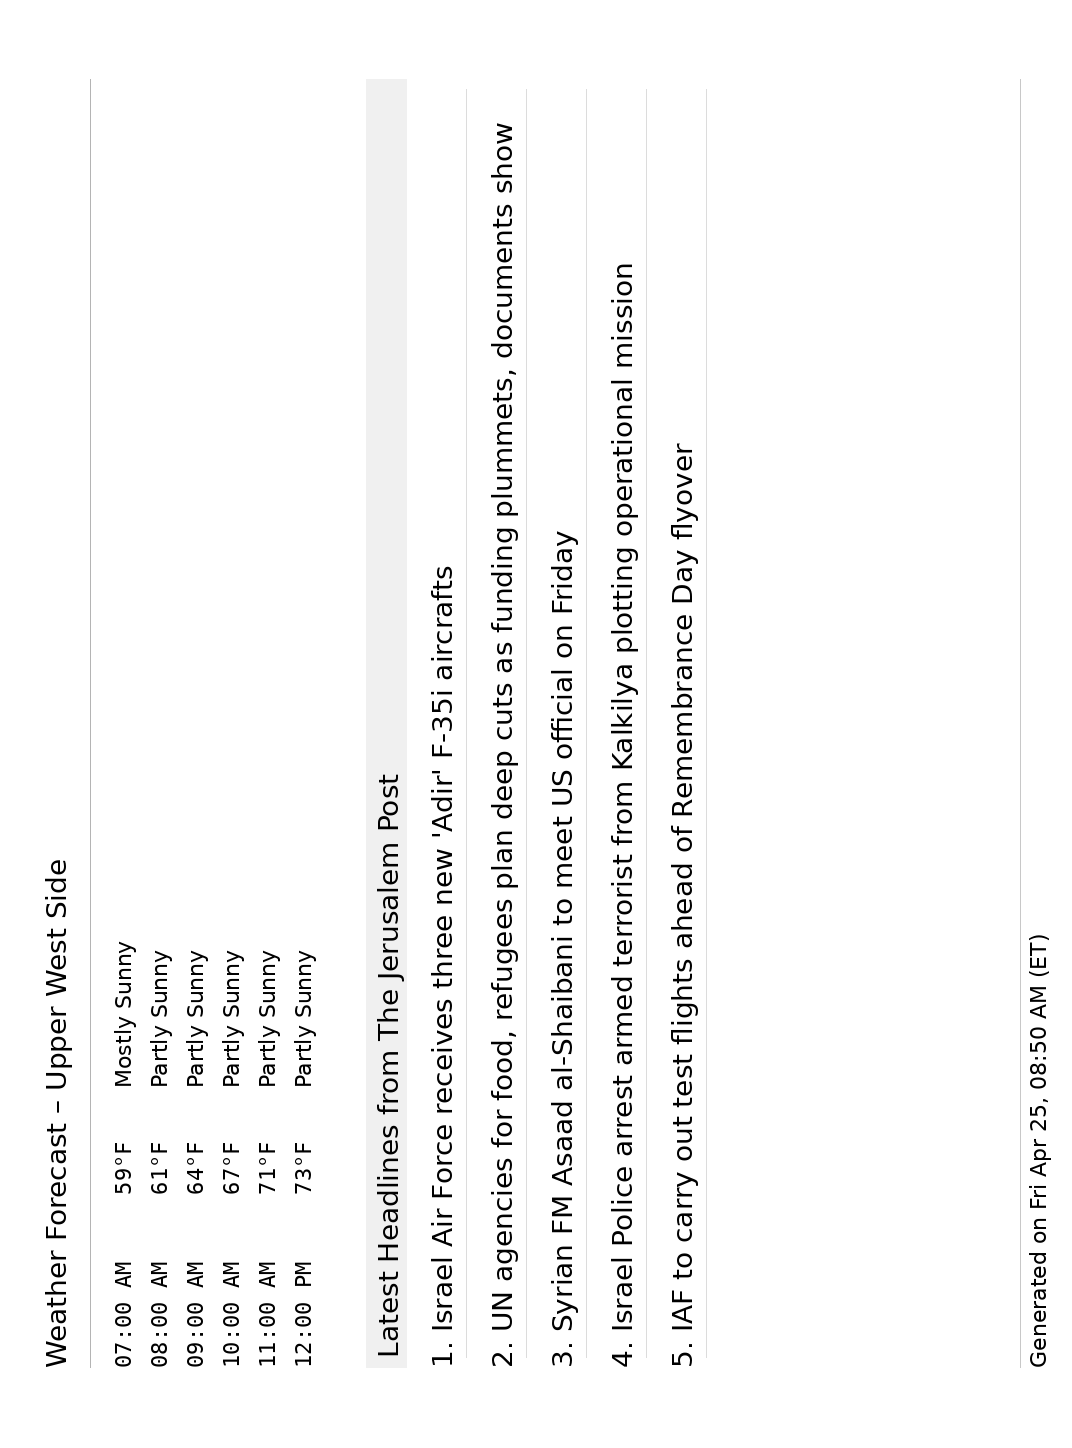 Weather Forecast – Upper West Side
07:00 AM 59°F Mostly Sunny
08:00 AM 61°F Partly Sunny
09:00 AM 64°F Partly Sunny
10:00 AM 67°F Partly Sunny
11:00 AM 71°F Partly Sunny
12:00 PM 73°F Partly Sunny
Latest Headlines from The Jerusalem Post
1. Israel Air Force receives three new 'Adir' F-35i aircrafts
2. UN agencies for food, refugees plan deep cuts as funding plummets, documents show
3. Syrian FM Asaad al-Shaibani to meet US official on Friday
4. Israel Police arrest armed terrorist from Kalkilya plotting operational mission
5. IAF to carry out test flights ahead of Remembrance Day flyover
Generated on Fri Apr 25, 08:50 AM (ET)